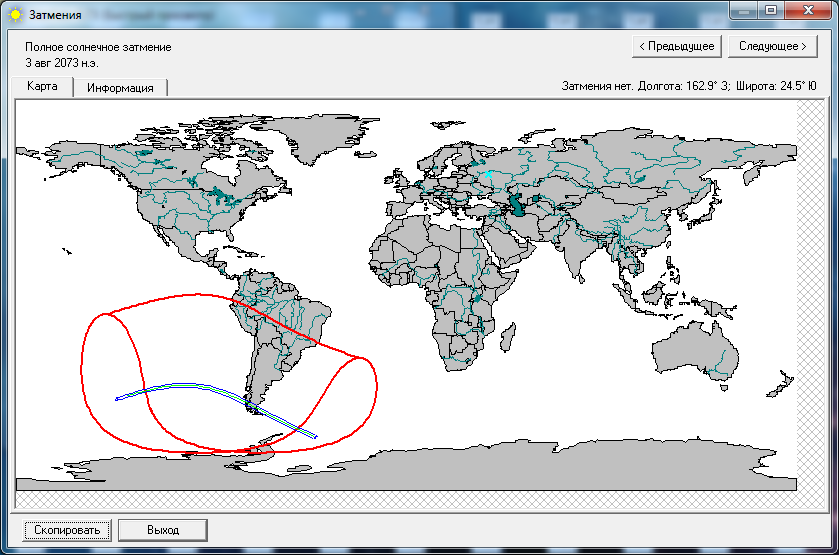 Затмения
Полное солнечное затмение
3 авг 2073 н.э.
< Предыдущее
Следующее >
Карта
Информация
Затмения нет. Долгота: 162.9° З; Широта: 24.5° Ю
Скопировать
Выход